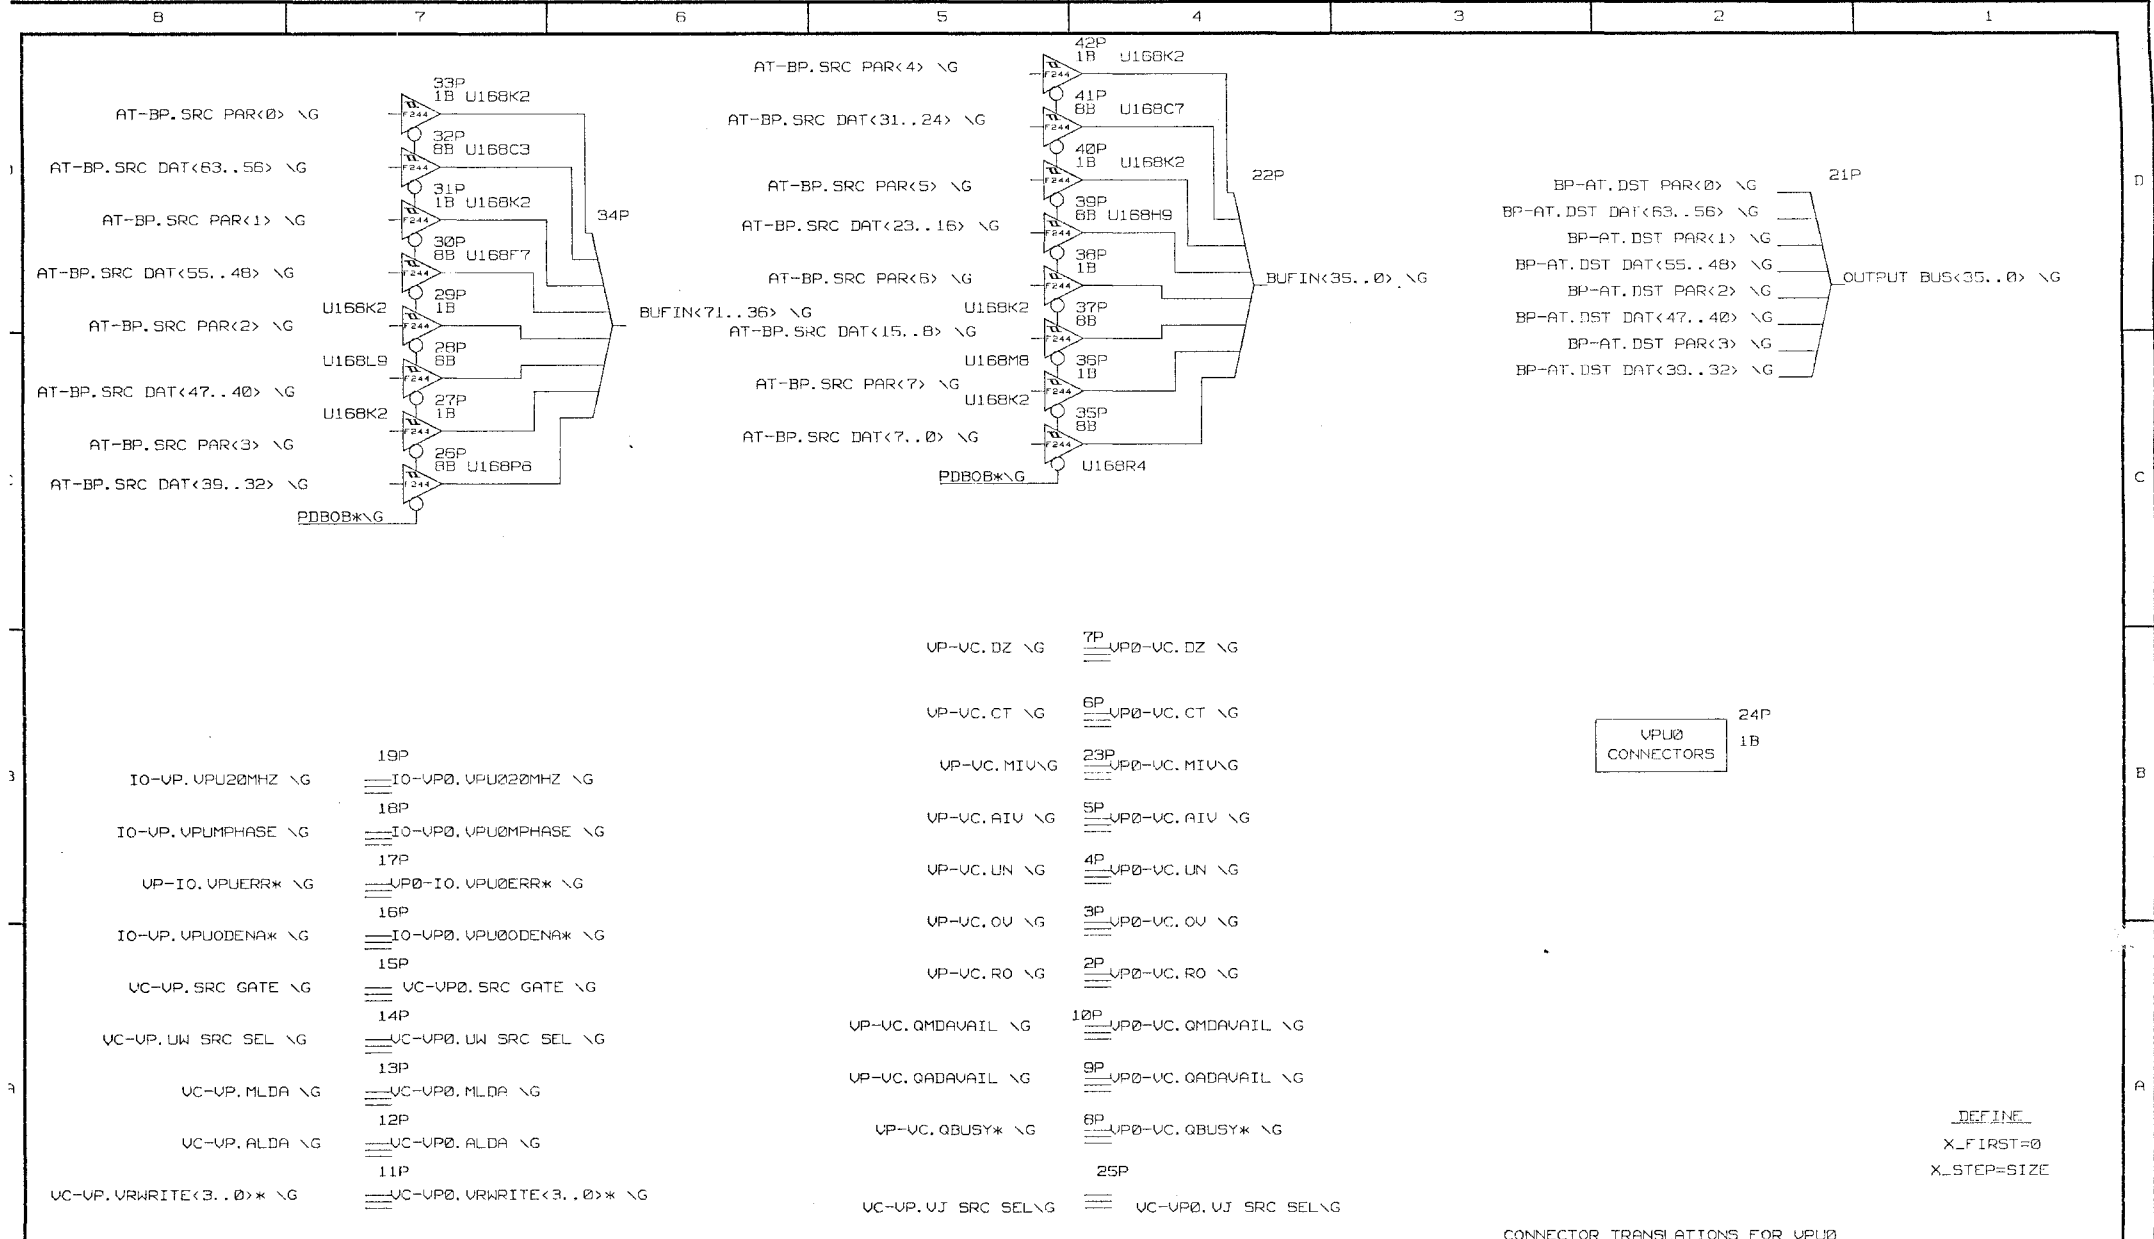 8 7 6 5 4 3 2 1
33P
1B U168K2
AT-BP.SRC PAR<0> \G
F244
32P
8B U168C3
AT-BP.SRC DAT<63..56> \G
F244
31P
1B U168K2
AT-BP.SRC PAR<1> \G
F244
34P
30P
8B U168F7
AT-BP.SRC DAT<55..48> \G
F244
29P
U168K2 1B
BUFIN<71..36> \G
AT-BP.SRC PAR<2> \G
F244
28P
U168L9 8B
F244
AT-BP.SRC DAT<47..40> \G
27P
U168K2 1B
F244
AT-BP.SRC PAR<3> \G
26P
8B U168P6
AT-BP.SRC DAT<39..32> \G
F244
PDBOB*\G
42P
1B U168K2
AT-BP.SRC PAR<4> \G
F244
41P
8B U168C7
AT-BP.SRC DAT<31..24> \G
F244
40P
1B U168K2
AT-BP.SRC PAR<5> \G
F244
22P
39P
8B U168H9
AT-BP.SRC DAT<23..16> \G
F244
38P
1B
AT-BP.SRC PAR<6> \G
F244
BUFIN<35..0> \G
U168K2 37P
8B
AT-BP.SRC DAT<15..8> \G
F244
U168M8 36P
1B
AT-BP.SRC PAR<7> \G
F244
U168K2
35P
8B
AT-BP.SRC DAT<7..0> \G
F244
U168R4
PDBOB*\G
21P
BP-AT.DST PAR<0> \G
BP-AT.DST DAT<63..56> \G
BP-AT.DST PAR<1> \G
BP-AT.DST DAT<55..48> \G
OUTPUT BUS<35..0> \G
BP-AT.DST PAR<2> \G
BP-AT.DST DAT<47..40> \G
BP-AT.DST PAR<3> \G
BP-AT.DST DAT<39..32> \G
D
C
B
A
19P
IO-VP.VPU20MHZ \G IO-VP0.VPU020MHZ \G
18P
IO-VP.VPUMPHASE \G IO-VP0.VPU0MPHASE \G
17P
VP-IO.VPUERR* \G VP0-IO.VPU0ERR* \G
16P
IO-VP.VPUODENA* \G IO-VP0.VPU0ODENA* \G
15P
VC-VP.SRC GATE \G VC-VP0.SRC GATE \G
14P
VC-VP.UW SRC SEL \G VC-VP0.UW SRC SEL \G
13P
VC-VP.MLDA \G VC-VP0.MLDA \G
12P
VC-VP.ALDA \G VC-VP0.ALDA \G
11P
VC-VP.VRWRITE<3..0>* \G VC-VP0.VRWRITE<3..0>* \G
7P
VP-VC.DZ \G VP0-VC.DZ \G
6P
VP-VC.CT \G VP0-VC.CT \G
23P
VP-VC.MIV\G VP0-VC.MIV\G
5P
VP-VC.AIV \G VP0-VC.AIV \G
4P
VP-VC.UN \G VP0-VC.UN \G
3P
VP-VC.OV \G VP0-VC.OV \G
2P
VP-VC.RO \G VP0-VC.RO \G
10P
VP-VC.QMDAVAIL \G VP0-VC.QMDAVAIL \G
9P
VP-VC.QADAVAIL \G VP0-VC.QADAVAIL \G
8P
VP-VC.QBUSY* \G VP0-VC.QBUSY* \G
25P
VC-VP.VJ SRC SEL\G VC-VP0.VJ SRC SEL\G
24P
VPU0
CONNECTORS
1B
DEFINE
X_FIRST=0
X_STEP=SIZE
CONNECTOR TRANSLATIONS FOR VPU0